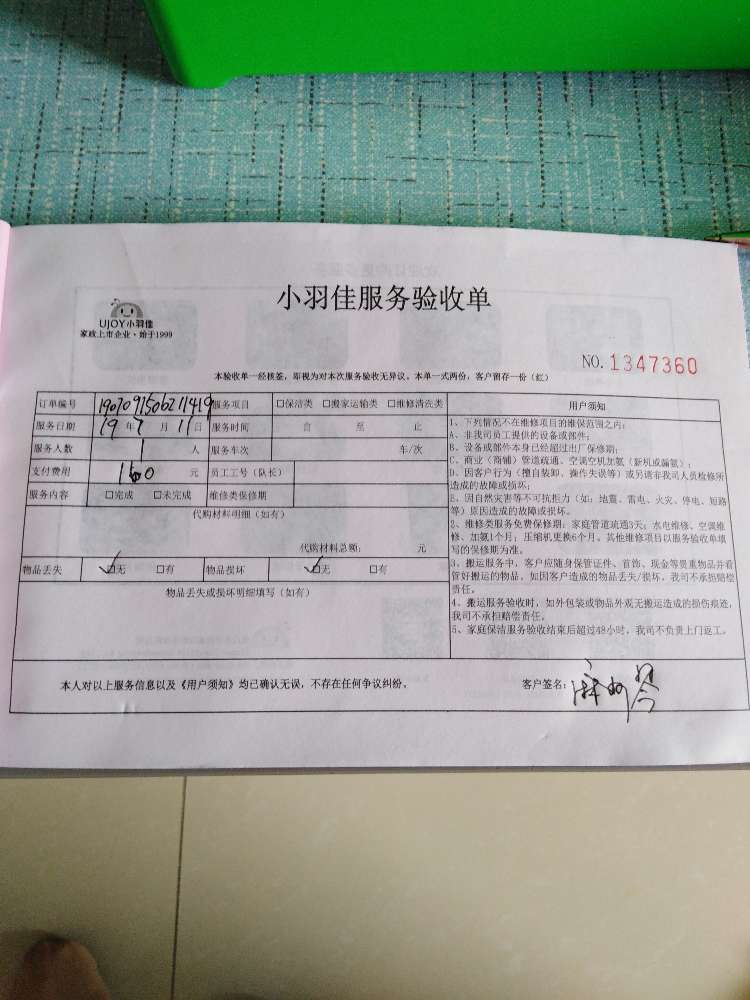 小羽佳服务验收单
UJOY小羽佳
家政上市企业·始于1999
NO. 1347360
本验收单一经核签，即视为对本次服务验收无异议。本单一式两份，客户留存一份（红）
订单编号 服务项目 □保洁类 □搬家运输类 □维修清洗类
服务日期 19 年 7 月 11 日 服务时间 自 至 止
服务人数 1 人 服务车次 车/次
支付费用 160 元 员工工号（队长）
服务内容 □完成 □未完成 维修类保修期
代购材料明细（如有）
代购材料总额： 元
物品丢失 ☑无 □有 物品损坏 ☑无 □有
物品丢失或损坏明细填写（如有）
用户须知
1、下列情况不在维修项目的维保范围之内：
A、非我司员工提供的设备或部件；
B、设备或部件本身已经超过出厂保修期；
C、商业（商铺）管道疏通、空调空机加氨（新机或漏氨）；
D、因客户行为（擅自装卸、操作失误等）或另请非我司人员检修所
造成的故障或损坏；
E、因自然灾害等不可抗拒力（如：地震、雷电、火灾、停电、短路
等）原因造成的故障或损坏。
2、维修类服务免费保修期：家庭管道疏通3天；水电维修、空调维
修、加氨1个月；压缩机更换6个月。其他维修项目以服务验收单填
写的保修期为准。
3、搬运服务中，客户应随身保管证件、首饰、现金等贵重物品并看
管好搬运的物品。如因客户造成的物品丢失/损坏，我司不承担赔偿
责任。
4、搬运服务验收时，如外包装或物品外观无搬运造成的损伤痕迹，
我司不承担赔偿责任。
5、家庭保洁服务验收结束后超过48小时，我司不负责上门返工。
本人对以上服务信息以及《用户须知》均已确认无误，不存在任何争议纠纷。 客户签名：